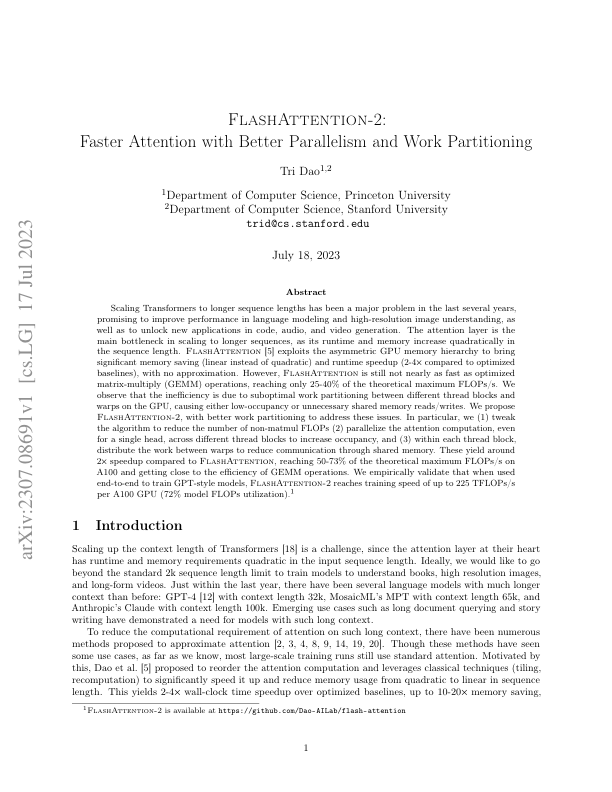 FlashAttention-2:
Faster Attention with Better Parallelism and Work Partitioning
Tri Dao1,2
1Department of Computer Science, Princeton University
2Department of Computer Science, Stanford University
trid@cs.stanford.edu
July 18, 2023
Abstract
Scaling Transformers to longer sequence lengths has been a major problem in the last several years,
promising to improve performance in language modeling and high-resolution image understanding, as
well as to unlock new applications in code, audio, and video generation. The attention layer is the
main bottleneck in scaling to longer sequences, as its runtime and memory increase quadratically in
the sequence length. FlashAttention [5] exploits the asymmetric GPU memory hierarchy to bring
significant memory saving (linear instead of quadratic) and runtime speedup (2-4× compared to optimized
baselines), with no approximation. However, FlashAttention is still not nearly as fast as optimized
matrix-multiply (GEMM) operations, reaching only 25-40% of the theoretical maximum FLOPs/s. We
observe that the inefficiency is due to suboptimal work partitioning between different thread blocks and
warps on the GPU, causing either low-occupancy or unnecessary shared memory reads/writes. We propose
FlashAttention-2, with better work partitioning to address these issues. In particular, we (1) tweak
the algorithm to reduce the number of non-matmul FLOPs (2) parallelize the attention computation, even
for a single head, across different thread blocks to increase occupancy, and (3) within each thread block,
distribute the work between warps to reduce communication through shared memory. These yield around
2× speedup compared to FlashAttention, reaching 50-73% of the theoretical maximum FLOPs/s on
A100 and getting close to the efficiency of GEMM operations. We empirically validate that when used
end-to-end to train GPT-style models, FlashAttention-2 reaches training speed of up to 225 TFLOPs/s
per A100 GPU (72% model FLOPs utilization).1
1 Introduction
Scaling up the context length of Transformers [18] is a challenge, since the attention layer at their heart
has runtime and memory requirements quadratic in the input sequence length. Ideally, we would like to go
beyond the standard 2k sequence length limit to train models to understand books, high resolution images,
and long-form videos. Just within the last year, there have been several language models with much longer
context than before: GPT-4 [12] with context length 32k, MosaicML's MPT with context length 65k, and
Anthropic's Claude with context length 100k. Emerging use cases such as long document querying and story
writing have demonstrated a need for models with such long context.
To reduce the computational requirement of attention on such long context, there have been numerous
methods proposed to approximate attention [2, 3, 4, 8, 9, 14, 19, 20]. Though these methods have seen
some use cases, as far as we know, most large-scale training runs still use standard attention. Motivated by
this, Dao et al. [5] proposed to reorder the attention computation and leverages classical techniques (tiling,
recomputation) to significantly speed it up and reduce memory usage from quadratic to linear in sequence
length. This yields 2-4× wall-clock time speedup over optimized baselines, up to 10-20× memory saving,
1FlashAttention-2 is available at https://github.com/Dao-AILab/flash-attention
1
arXiv:2307.08691v1 [cs.LG] 17 Jul 2023